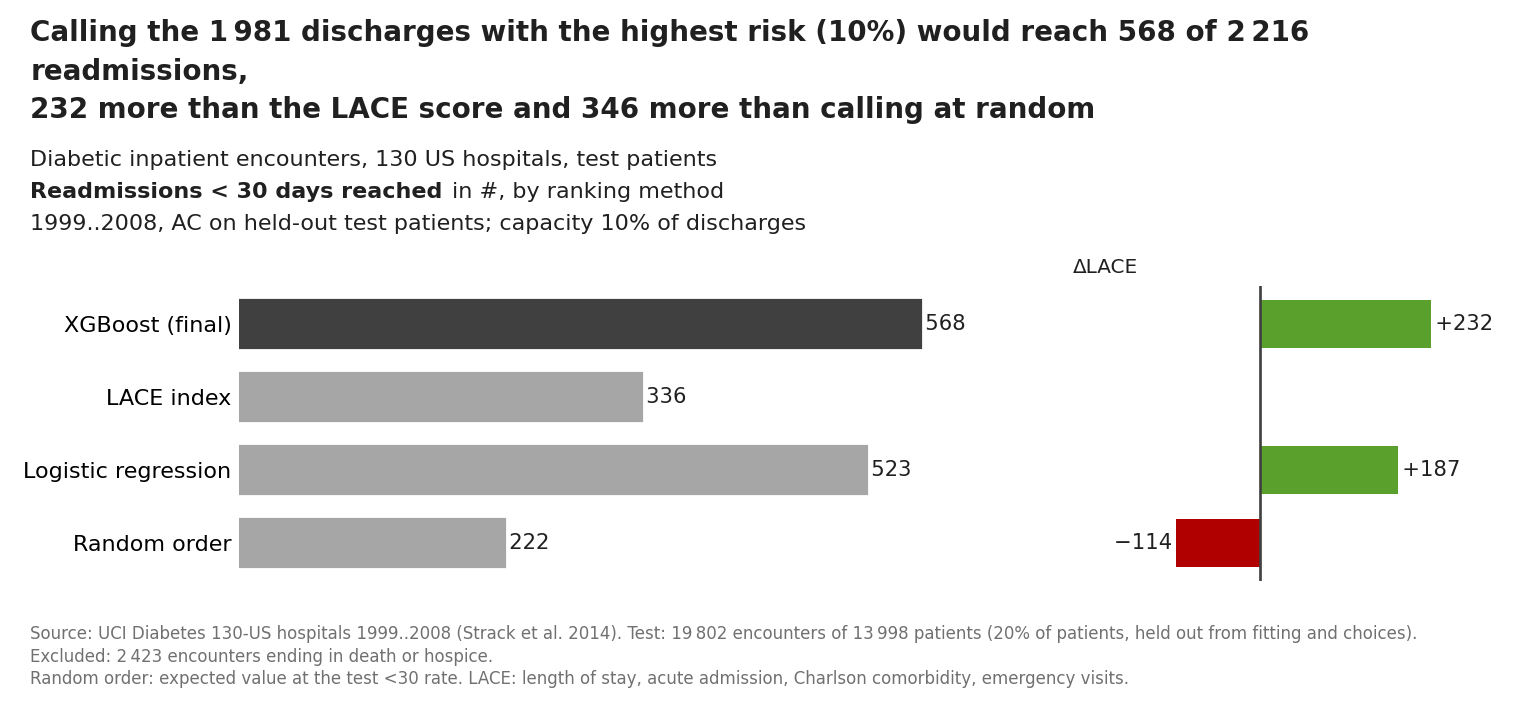 Calling the 1 981 discharges with the highest risk (10%) would reach 568 of 2 216
readmissions,
232 more than the LACE score and 346 more than calling at random
Diabetic inpatient encounters, 130 US hospitals, test patients
Readmissions < 30 days reached in #, by ranking method
1999..2008, AC on held-out test patients; capacity 10% of discharges
ΔLACE
XGBoost (final) 568 +232
LACE index 336
Logistic regression 523 +187
Random order 222 −114
Source: UCI Diabetes 130-US hospitals 1999..2008 (Strack et al. 2014). Test: 19 802 encounters of 13 998 patients (20% of patients, held out from fitting and choices).
Excluded: 2 423 encounters ending in death or hospice.
Random order: expected value at the test <30 rate. LACE: length of stay, acute admission, Charlson comorbidity, emergency visits.